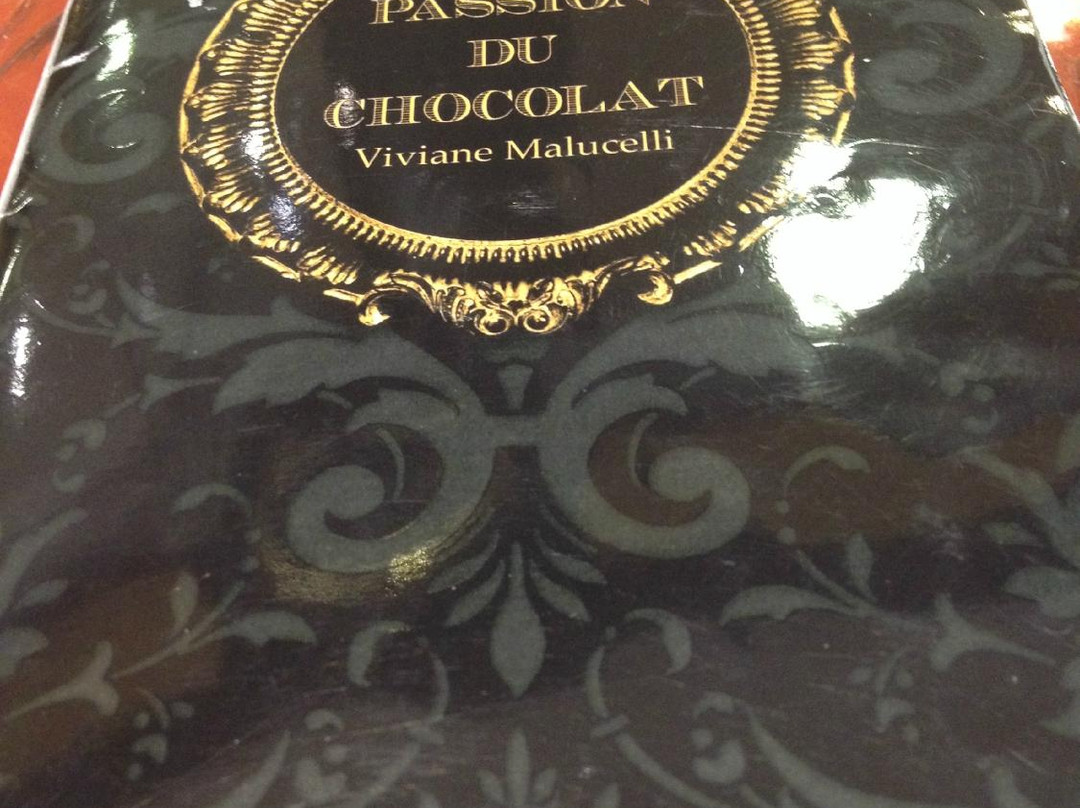 PASSION
DU
CHOCOLAT
Viviane Malucelli